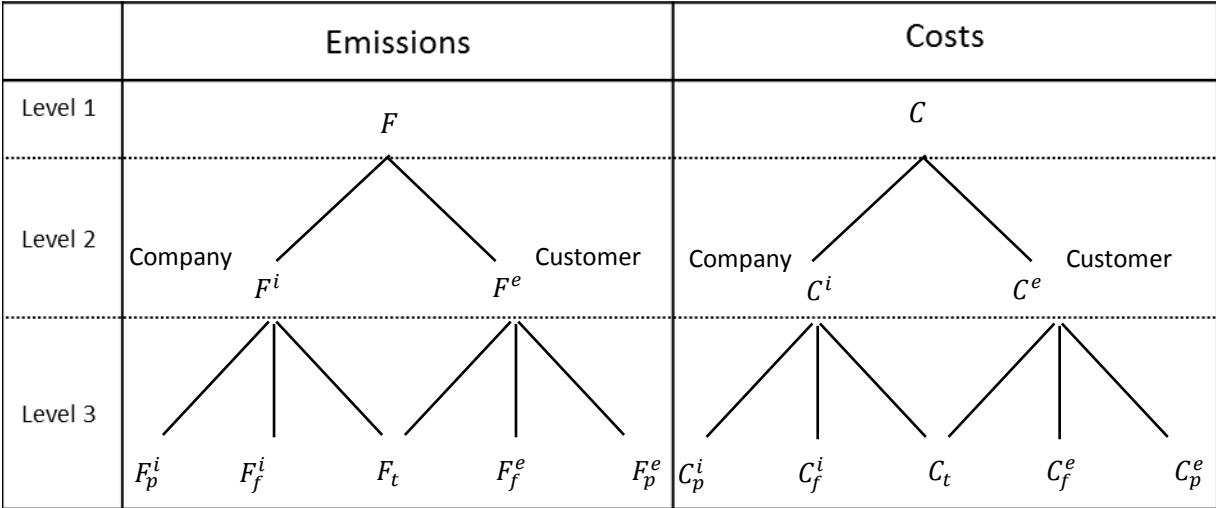 Emissions Costs
Level 1
F C
Level 2
Company Customer Company Customer
F^i F^e C^i C^e
Level 3
F_p^i F_f^i F_t F_f^e F_p^e C_p^i C_f^i C_t C_f^e C_p^e